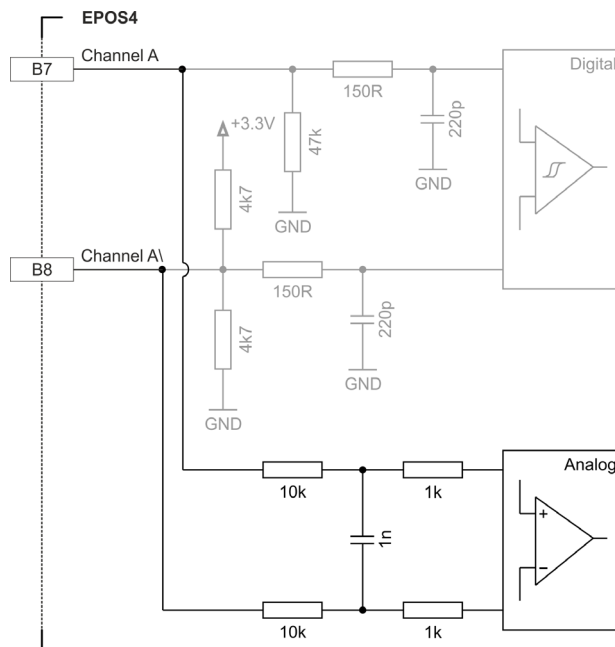 EPOS4
B7
Channel A
Digital
150R
220p
GND
+3.3V
47k
GND
4k7
B8
Channel A\
150R
220p
GND
4k7
GND
Analog
10k
1k
1n
+
−
10k
1k